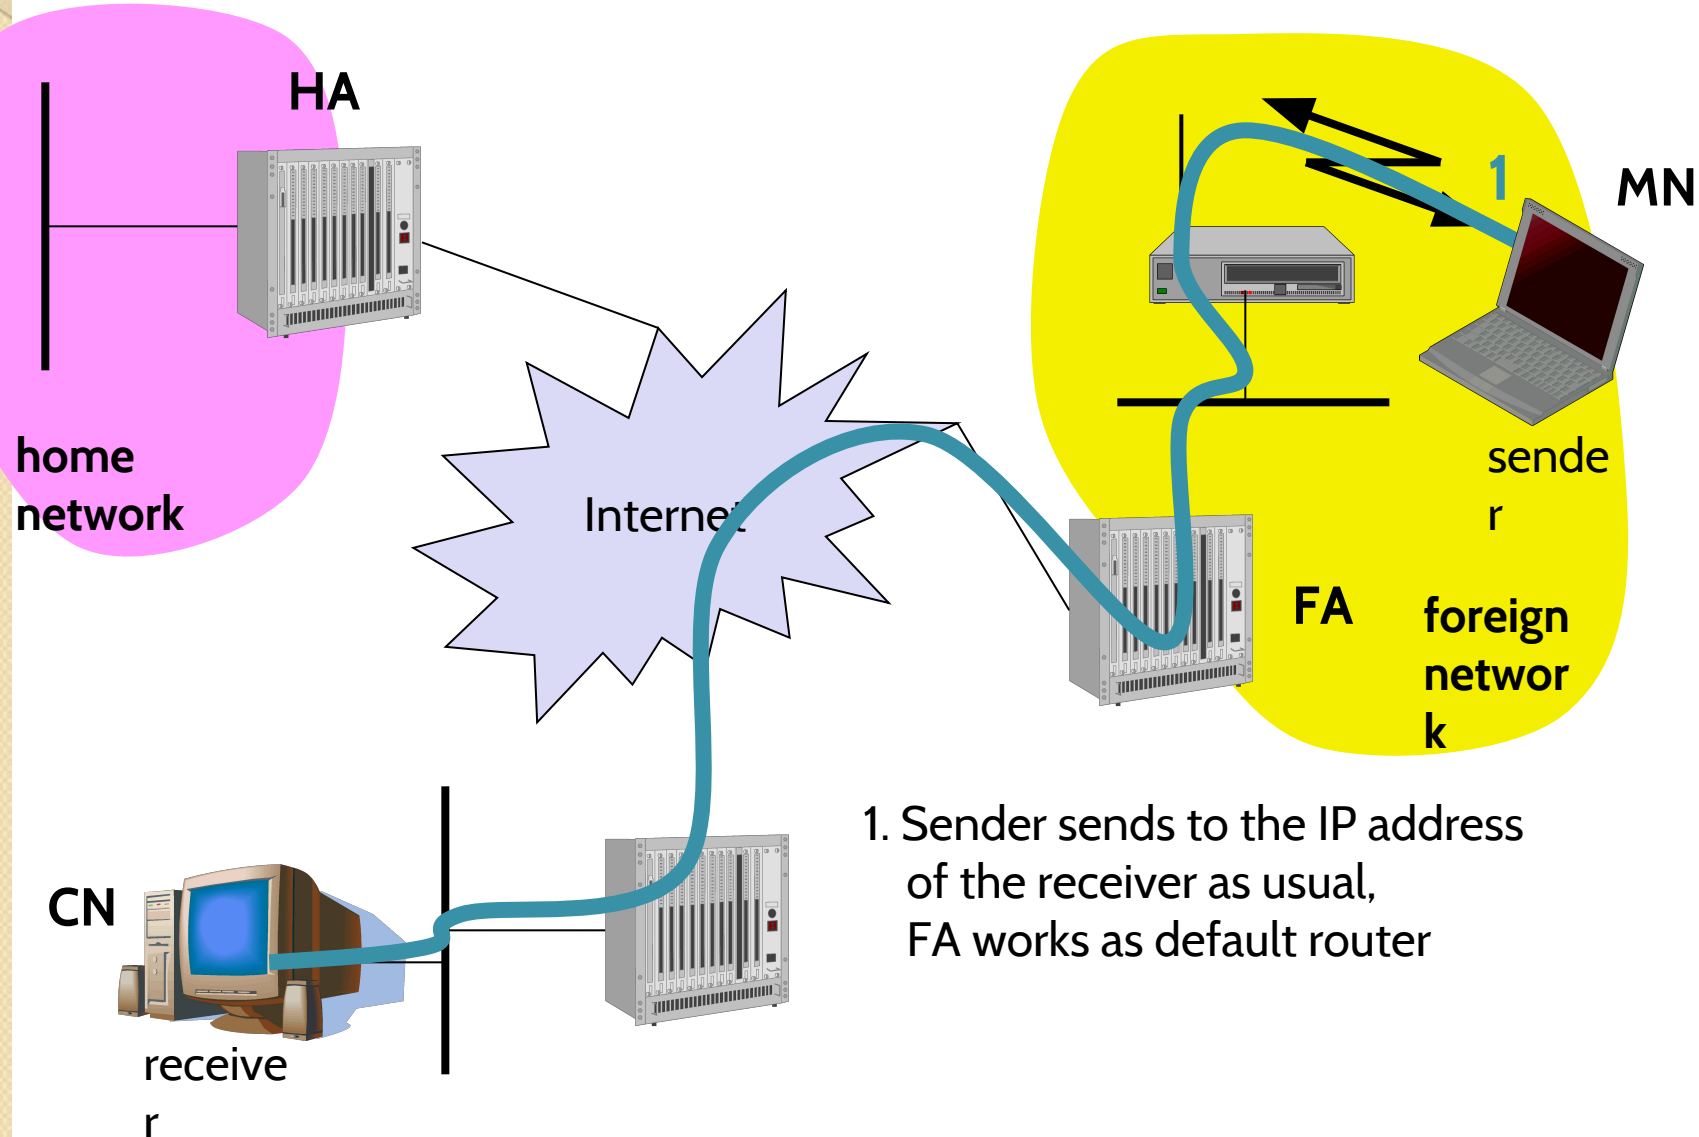 HA
1
MN
home
network
Internet
sende
r
FA
foreign
networ
k
1. Sender sends to the IP address
of the receiver as usual,
FA works as default router
CN
receive
r